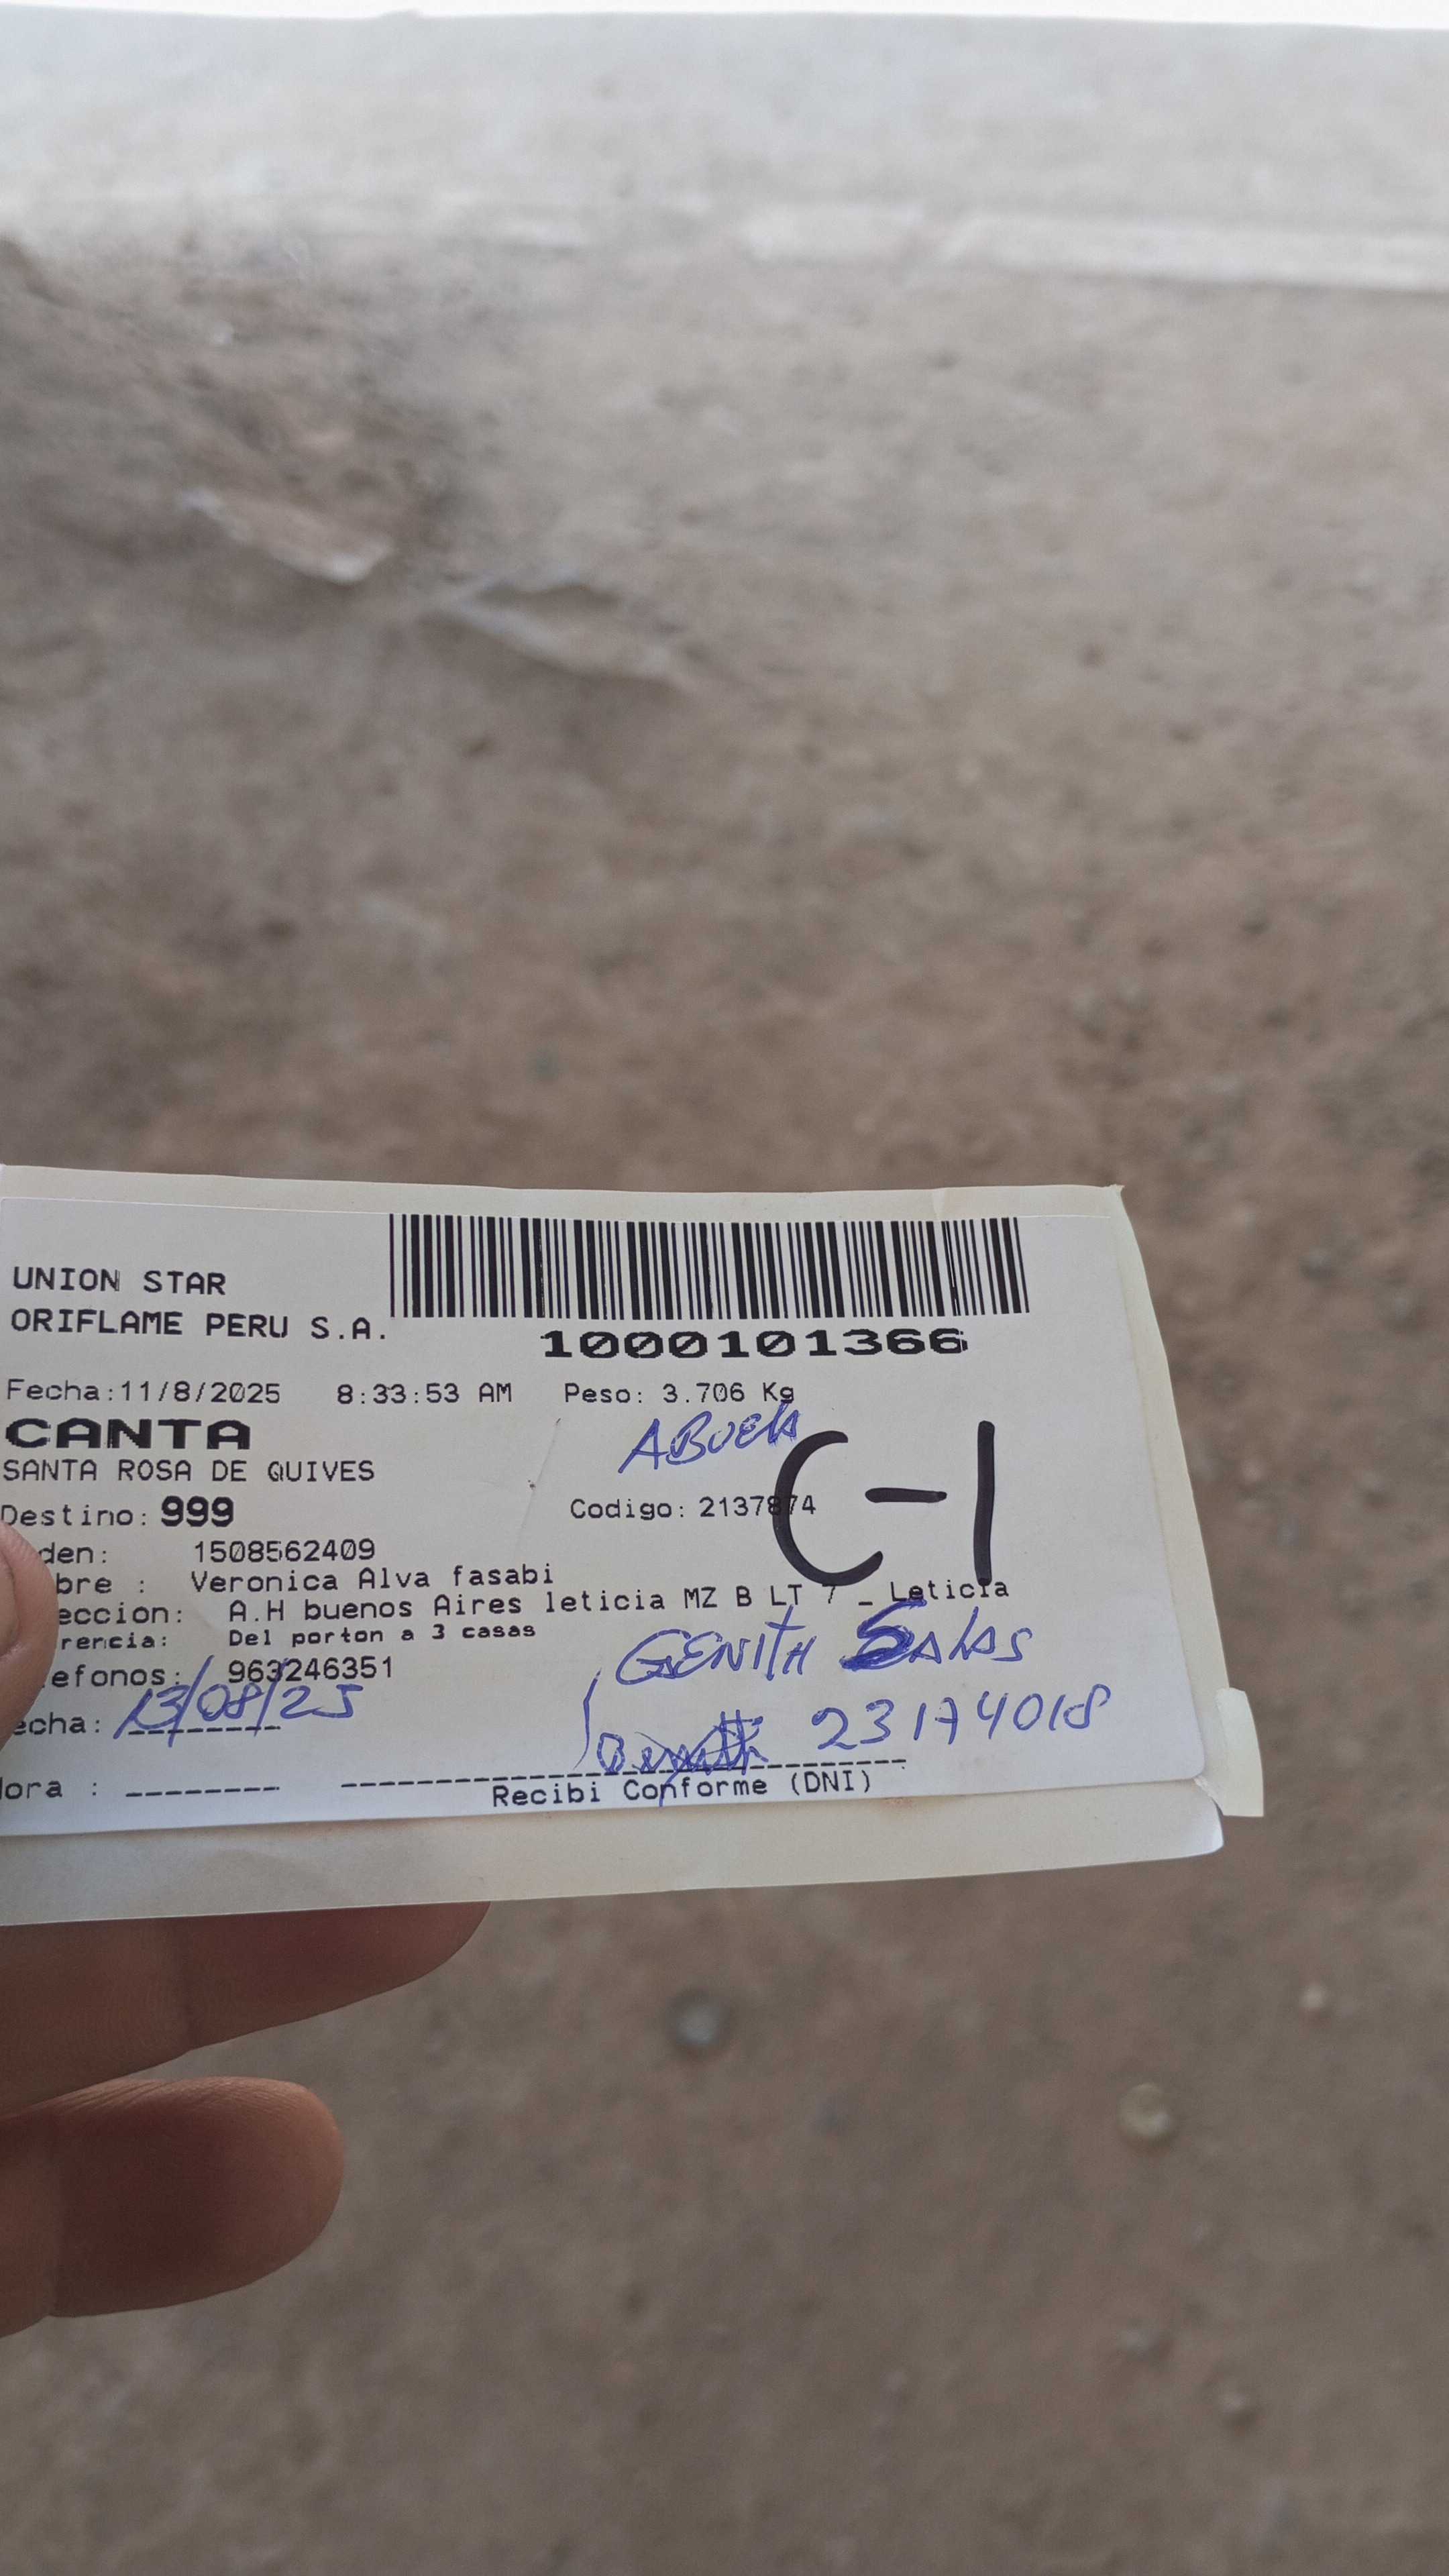 UNION STAR
ORIFLAME PERU S.A.
1000101366
Fecha:11/8/2025 8:33:53 AM Peso: 3.706 Kg
CANTA
ABUELA
SANTA ROSA DE QUIVES
C-1
Destino: 999 Codigo: 2137874
den: 1508562409
bre : Veronica Alva fasabi
eccion: A.H buenos Aires leticia MZ B LT 7 _ Leticia
rencia: Del porton a 3 casas
GENITH SALAS
efonos: 963246351
echa: 13/08/25
23174018
ora :
Recibi Conforme (DNI)